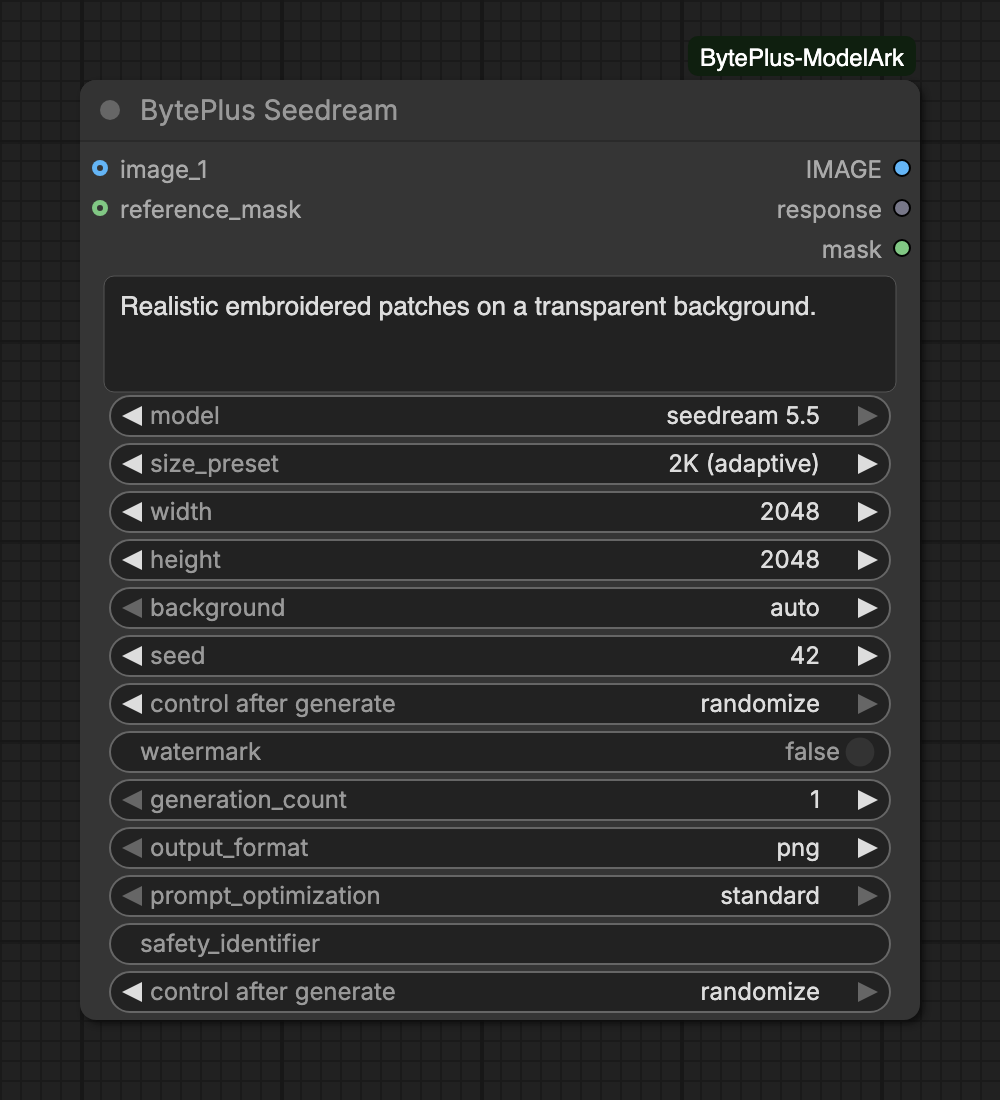 BytePlus-ModelArk
BytePlus Seedream
image_1 IMAGE
reference_mask response
mask
Realistic embroidered patches on a transparent background.
model seedream 5.5
size_preset 2K (adaptive)
width 2048
height 2048
background auto
seed 42
control after generate randomize
watermark false
generation_count 1
output_format png
prompt_optimization standard
safety_identifier
control after generate randomize